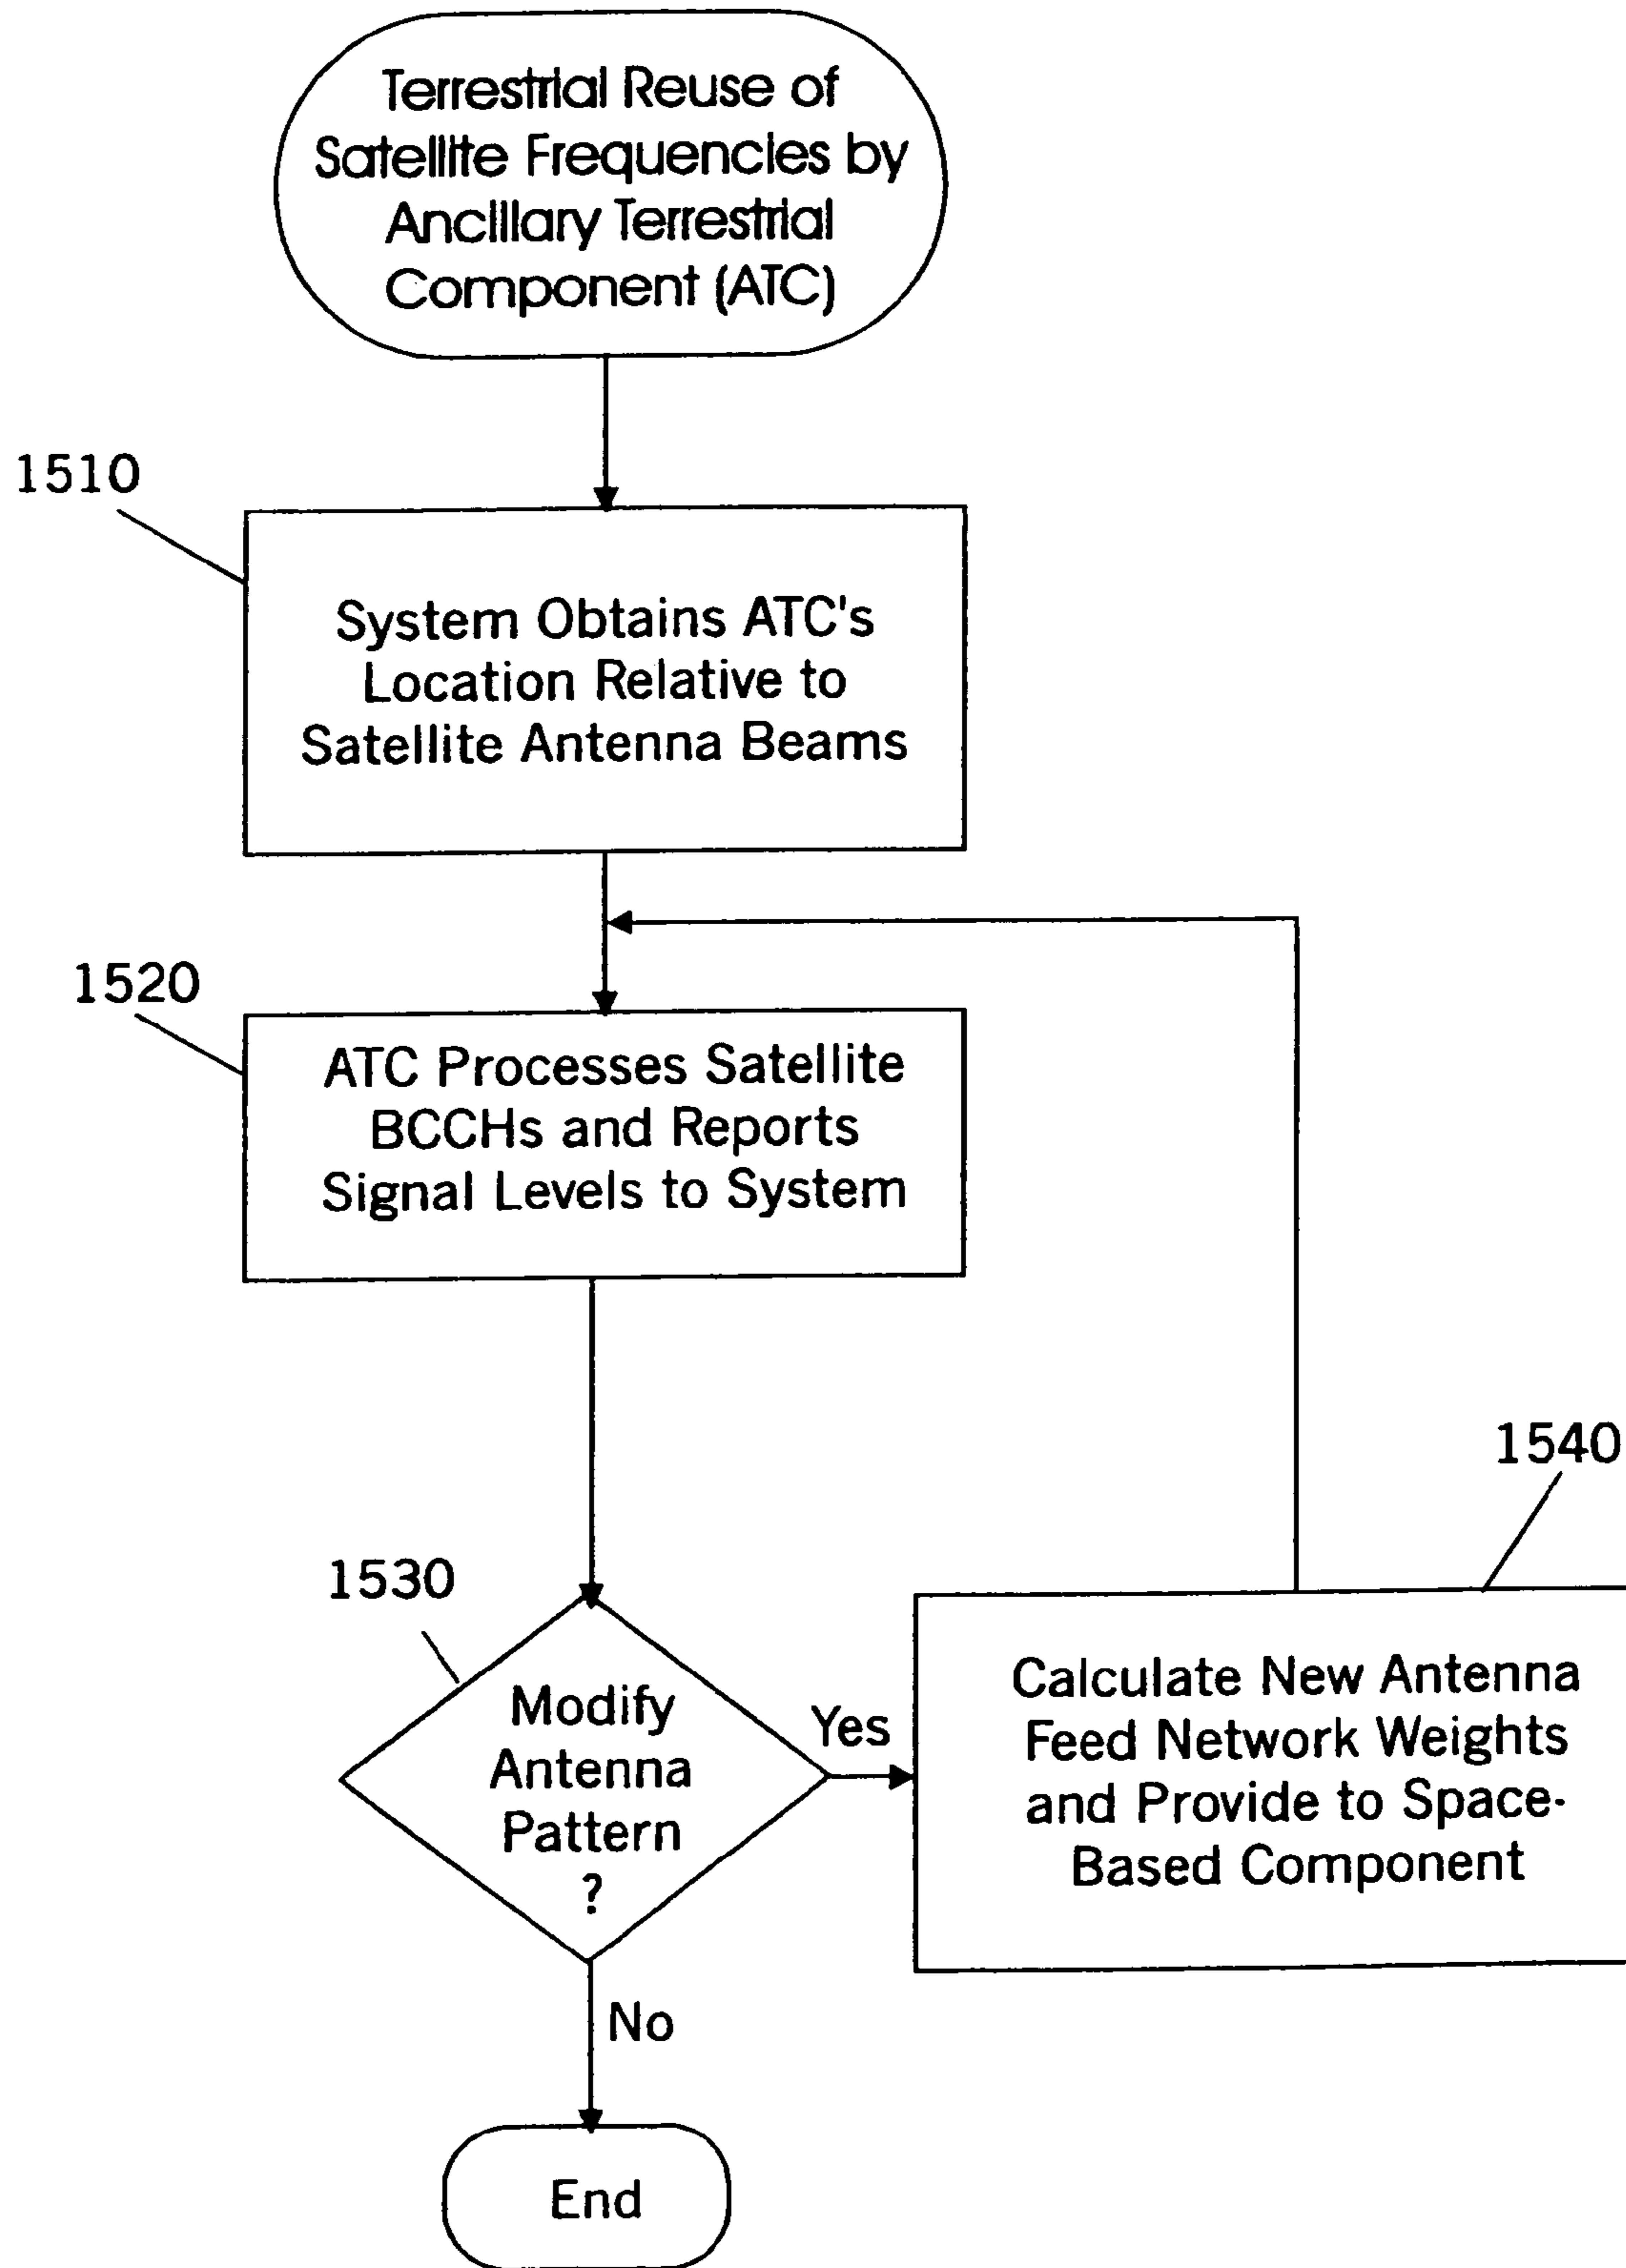 Terrestrial Reuse of
Satellite Frequencies by
Ancillary Terrestrial
Component (ATC)
1510
System Obtains ATC's
Location Relative to
Satellite Antenna Beams
1520
ATC Processes Satellite
BCCHs and Reports
Signal Levels to System
1530
Modify
Antenna
Pattern
?
Yes
1540
Calculate New Antenna
Feed Network Weights
and Provide to Space-
Based Component
No
End